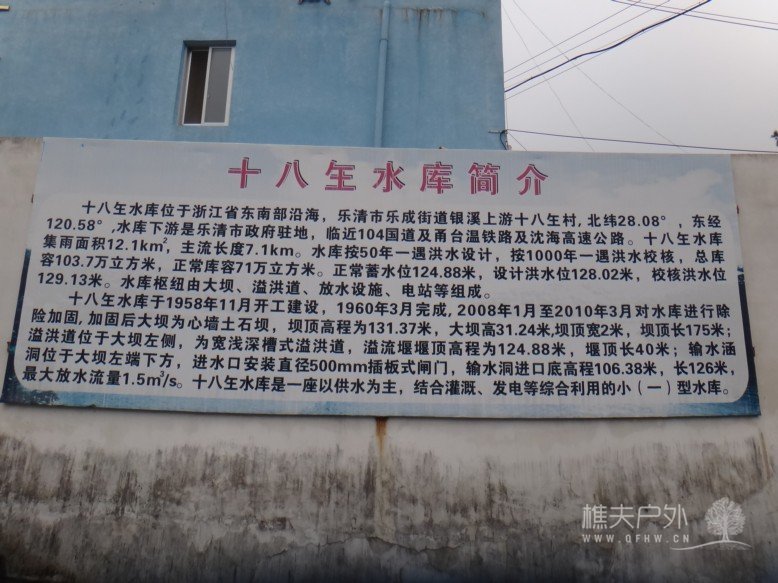 十八玍水库简介
十八玍水库位于浙江省东南部沿海，乐清市乐成街道银溪上游十八玍村，北纬28.08°，东经
120.58°，水库下游是乐清市政府驻地，临近104国道及甬台温铁路及沈海高速公路。十八玍水库
集雨面积12.1km²，主流长度7.1km。水库按50年一遇洪水设计，按1000年一遇洪水校核，总库
容103.7万立方米，正常库容71万立方米。正常蓄水位124.88米，设计洪水位128.02米，校核洪水位
129.13米。水库枢纽由大坝、溢洪道、放水设施、电站等组成。
十八玍水库于1958年11月开工建设，1960年3月完成，2008年1月至2010年3月对水库进行除
险加固，加固后大坝为心墙土石坝，坝顶高程为131.37米，大坝高31.24米，坝顶宽2米，坝顶长175米；
溢洪道位于大坝左侧，为宽浅深槽式溢洪道，溢流堰堰顶高程为124.88米，堰顶长40米；输水涵
洞位于大坝左端下方，进水口安装直径500mm插板式闸门，输水洞进口底高程106.38米，长126米，
最大放水流量1.5m³/s。十八玍水库是一座以供水为主，结合灌溉、发电等综合利用的小（一）型水库。
樵夫户外
WWW.QFHW.CN